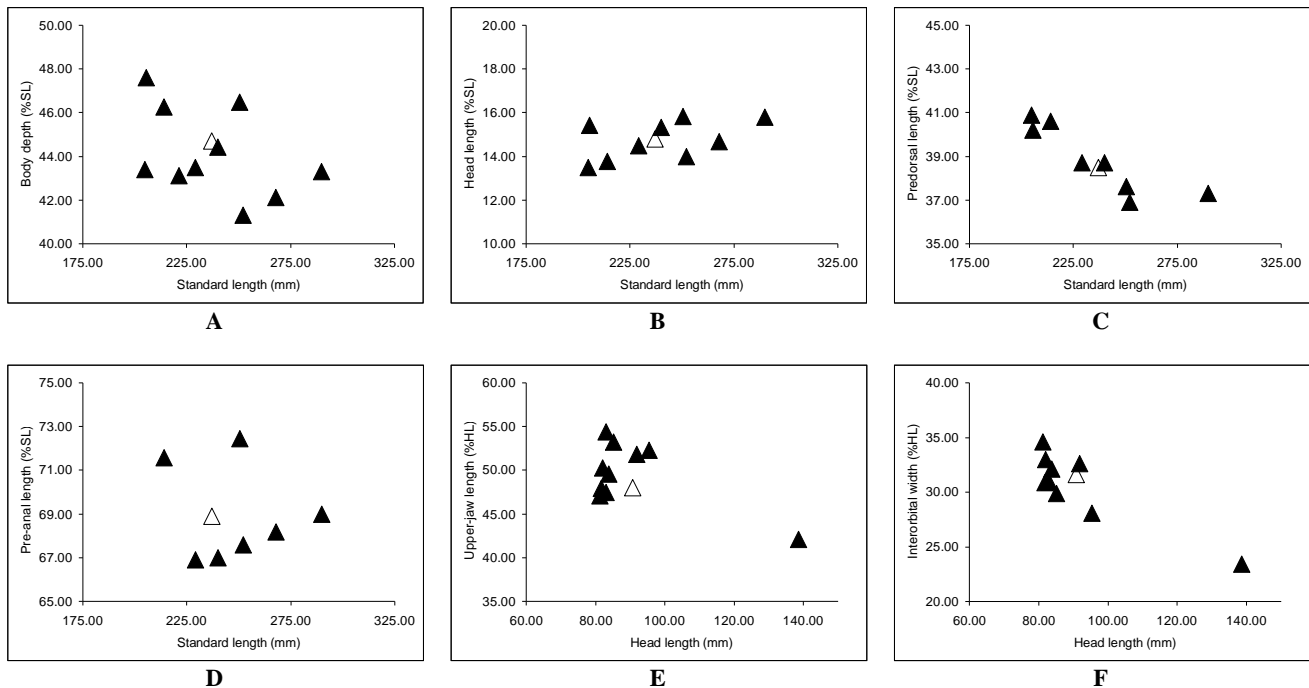 50.00
48.00
46.00
44.00
42.00
40.00
Body depth (%SL)
175.00 225.00 275.00 325.00
Standard length (mm)
A
20.00
18.00
16.00
14.00
12.00
10.00
Head length (%SL)
175.00 225.00 275.00 325.00
Standard length (mm)
B
45.00
43.00
41.00
39.00
37.00
35.00
Predorsal length (%SL)
175.00 225.00 275.00 325.00
Standard length (mm)
C
75.00
73.00
71.00
69.00
67.00
65.00
Pre-anal length (%SL)
175.00 225.00 275.00 325.00
Standard length (mm)
D
60.00
55.00
50.00
45.00
40.00
35.00
Upper-jaw length (%HL)
60.00 80.00 100.00 120.00 140.00
Head length (mm)
E
40.00
35.00
30.00
25.00
20.00
Interorbital width (%HL)
60.00 80.00 100.00 120.00 140.00
Head length (mm)
F